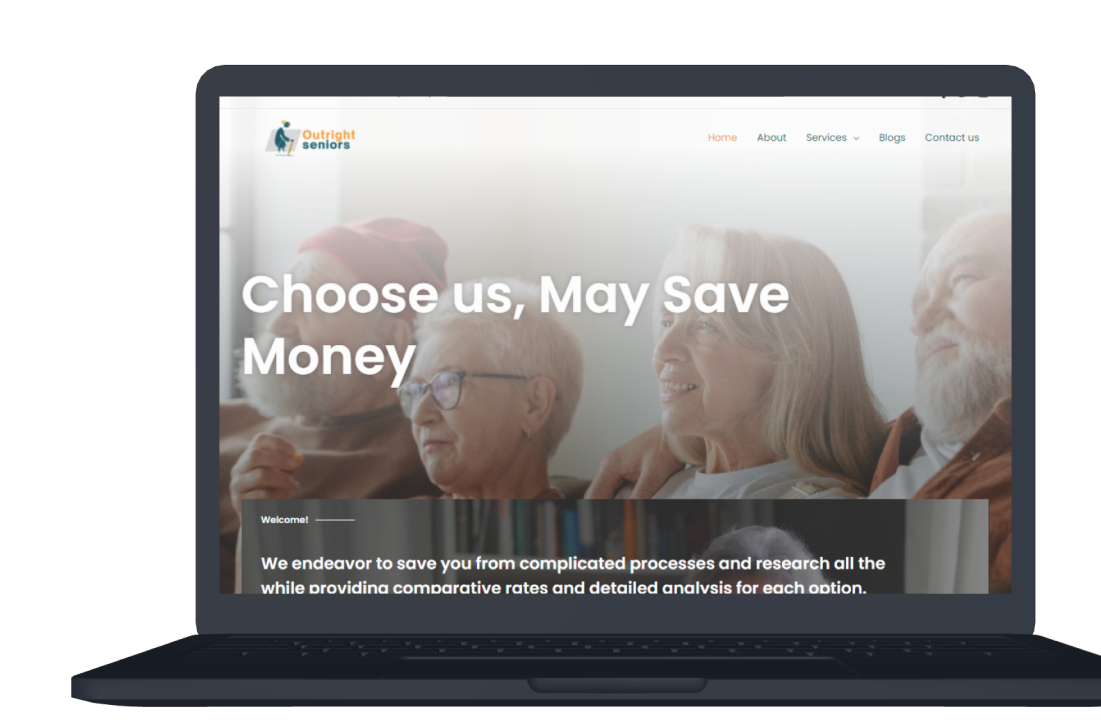 Outright
seniors
Home About Services Blogs Contact us
Choose us, May Save
Money
Welcome!
We endeavor to save you from complicated processes and research all the
while providing comparative rates and detailed analysis for each option.